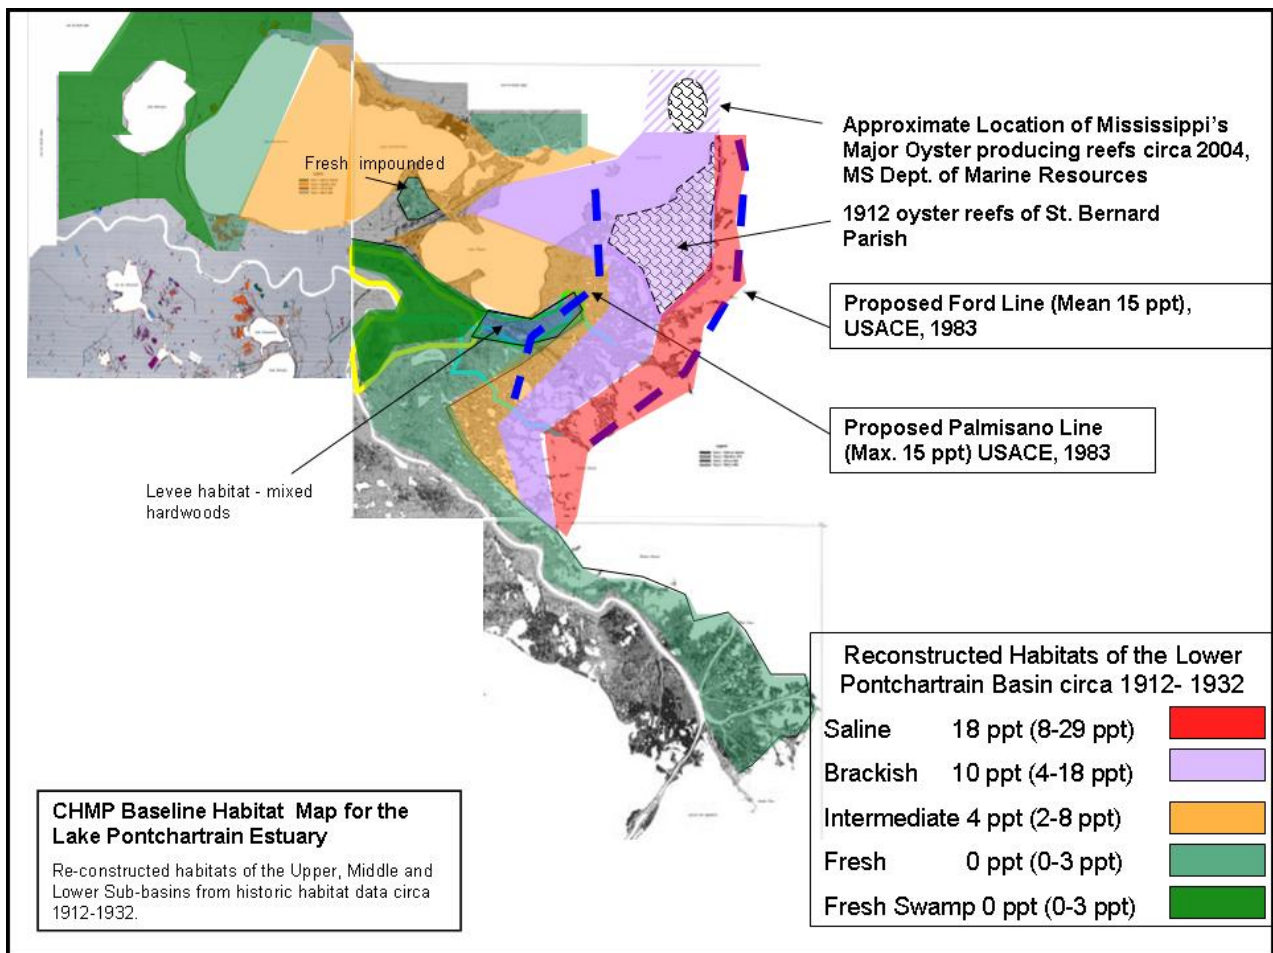 Fresh impounded
Approximate Location of Mississippi's
Major Oyster producing reefs circa 2004,
MS Dept. of Marine Resources
1912 oyster reefs of St. Bernard
Parish
Proposed Ford Line (Mean 15 ppt),
USACE, 1983
Proposed Palmisano Line
(Max. 15 ppt) USACE, 1983
Levee habitat - mixed
hardwoods
Reconstructed Habitats of the Lower
Pontchartrain Basin circa 1912- 1932
Saline 18 ppt (8-29 ppt)
Brackish 10 ppt (4-18 ppt)
Intermediate 4 ppt (2-8 ppt)
Fresh 0 ppt (0-3 ppt)
Fresh Swamp 0 ppt (0-3 ppt)
CHMP Baseline Habitat Map for the
Lake Pontchartrain Estuary
Re-constructed habitats of the Upper, Middle and
Lower Sub-basins from historic habitat data circa
1912-1932.